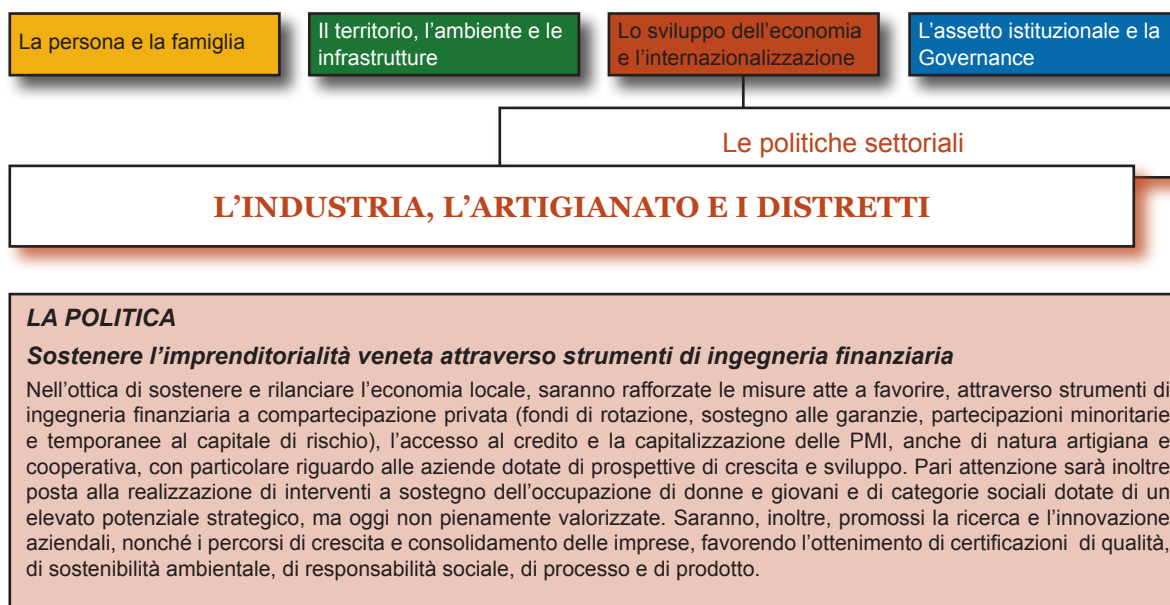 La persona e la famiglia
Il territorio, l’ambiente e le
infrastrutture
Lo sviluppo dell’economia
e l’internazionalizzazione
L’assetto istituzionale e la
Governance
Le politiche settoriali
L’INDUSTRIA, L’ARTIGIANATO E I DISTRETTI
LA POLITICA
Sostenere l’imprenditorialità veneta attraverso strumenti di ingegneria finanziaria
Nell’ottica di sostenere e rilanciare l’economia locale, saranno rafforzate le misure atte a favorire, attraverso strumenti di
ingegneria finanziaria a compartecipazione privata (fondi di rotazione, sostegno alle garanzie, partecipazioni minoritarie
e temporanee al capitale di rischio), l’accesso al credito e la capitalizzazione delle PMI, anche di natura artigiana e
cooperativa, con particolare riguardo alle aziende dotate di prospettive di crescita e sviluppo. Pari attenzione sarà inoltre
posta alla realizzazione di interventi a sostegno dell’occupazione di donne e giovani e di categorie sociali dotate di un
elevato potenziale strategico, ma oggi non pienamente valorizzate. Saranno, inoltre, promossi la ricerca e l’innovazione
aziendali, nonché i percorsi di crescita e consolidamento delle imprese, favorendo l’ottenimento di certificazioni di qualità,
di sostenibilità ambientale, di responsabilità sociale, di processo e di prodotto.